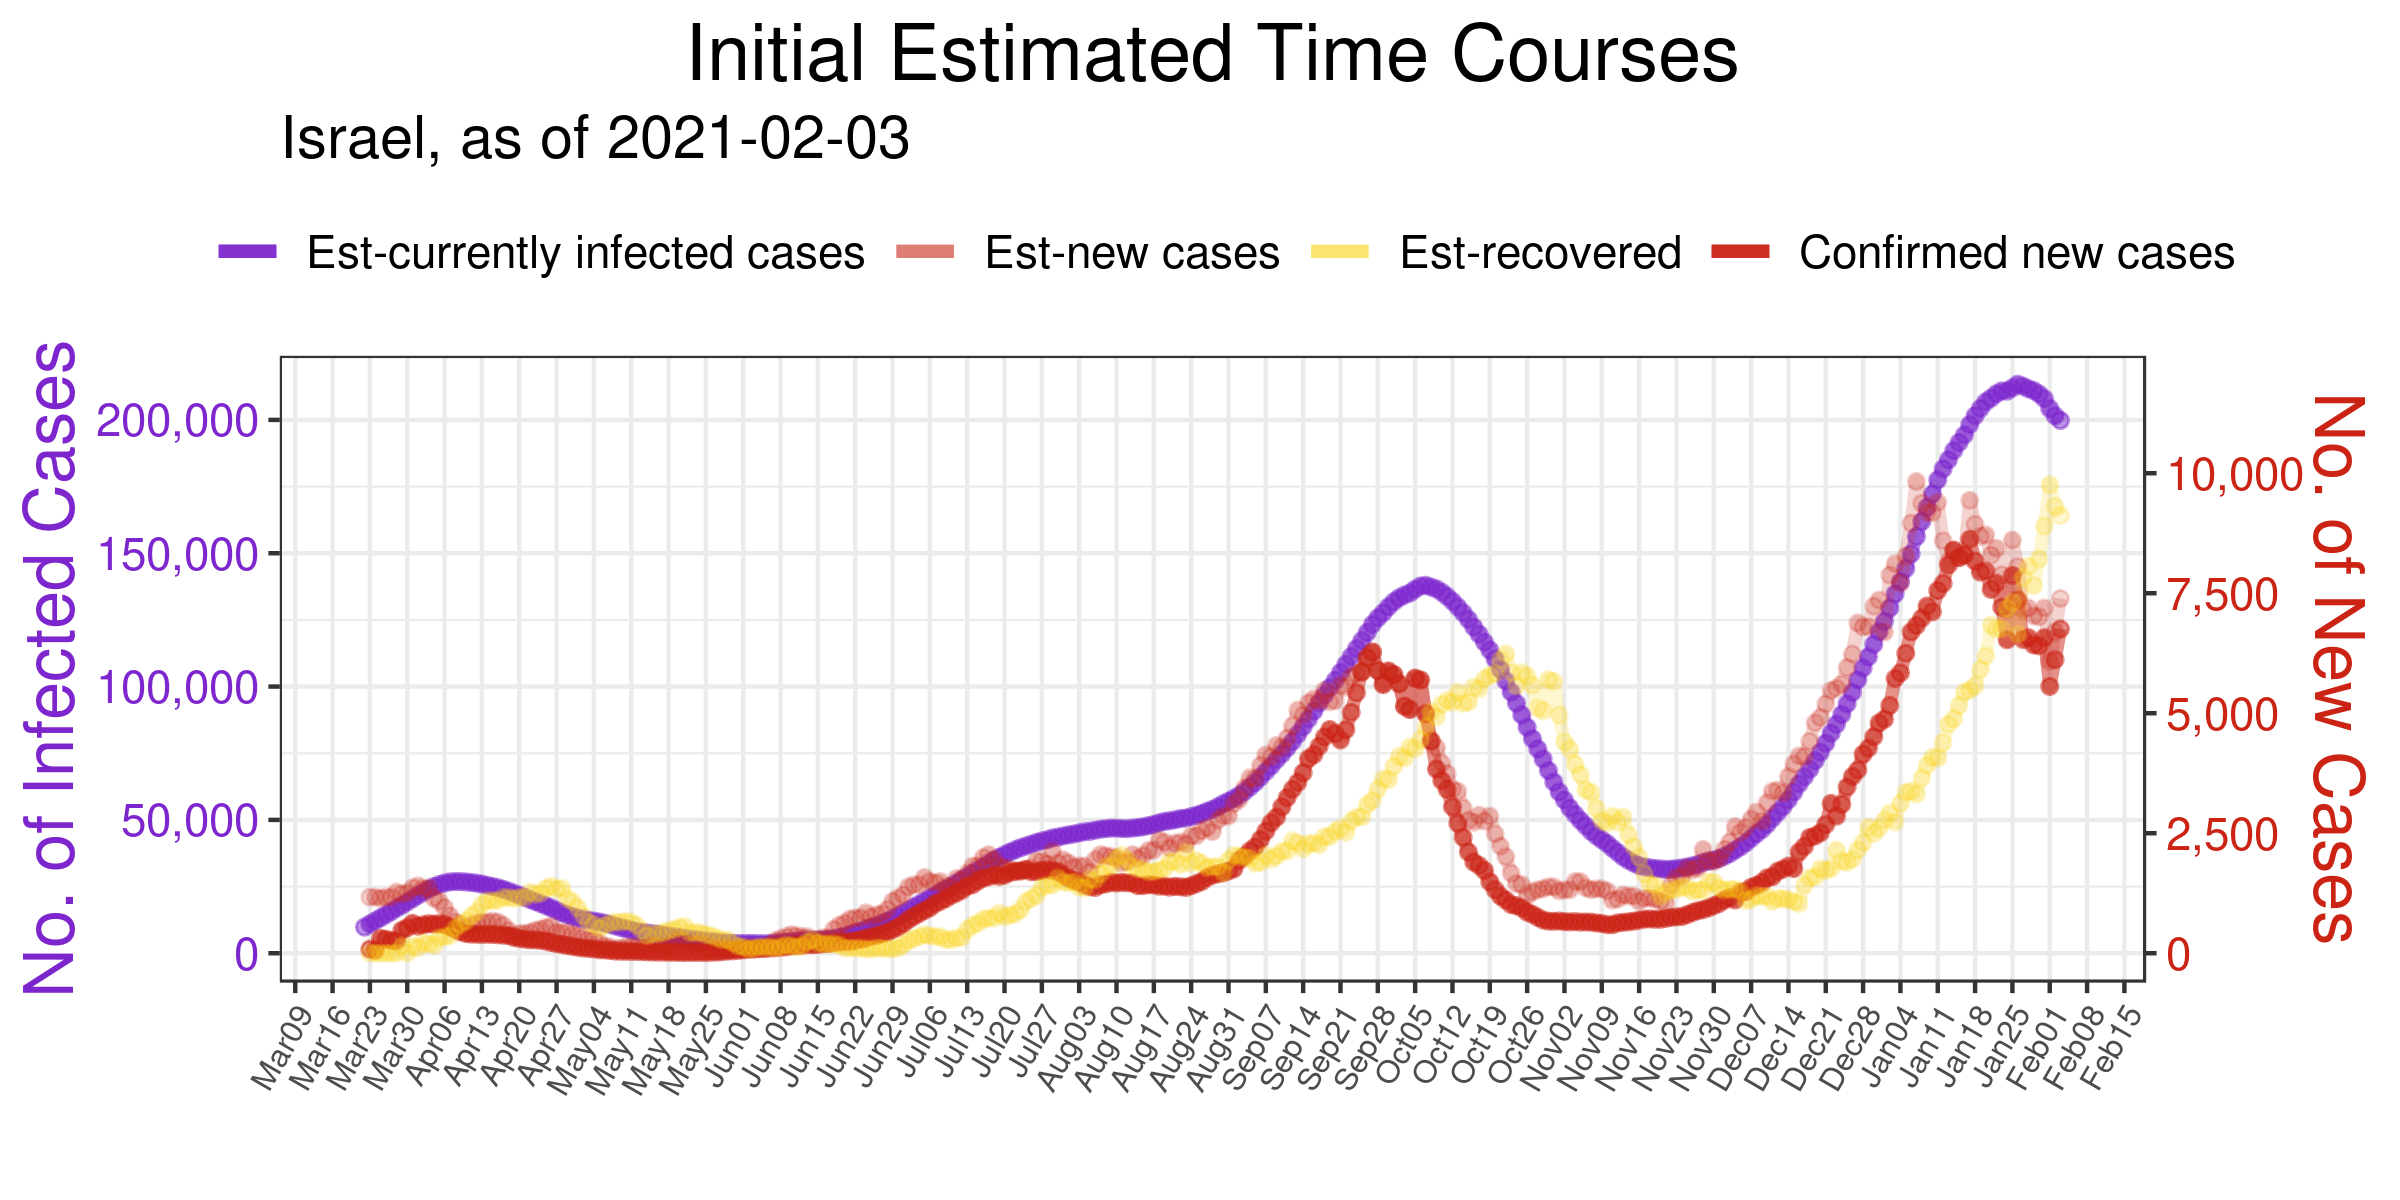 Initial Estimated Time Courses
Israel, as of 2021-02-03
Est-currently infected cases Est-new cases Est-recovered Confirmed new cases
No. of Infected Cases
200,000
150,000
100,000
50,000
0
10,000
7,500
5,000
2,500
0
No. of New Cases
Mar09 Mar16 Mar23 Mar30 Apr06 Apr13 Apr20 Apr27 May04 May11 May18 May25 Jun01 Jun08 Jun15 Jun22 Jun29 Jul06 Jul13 Jul20 Jul27 Aug03 Aug10 Aug17 Aug24 Aug31 Sep07 Sep14 Sep21 Sep28 Oct05 Oct12 Oct19 Oct26 Nov02 Nov09 Nov16 Nov23 Nov30 Dec07 Dec14 Dec21 Dec28 Jan04 Jan11 Jan18 Jan25 Feb01 Feb08 Feb15